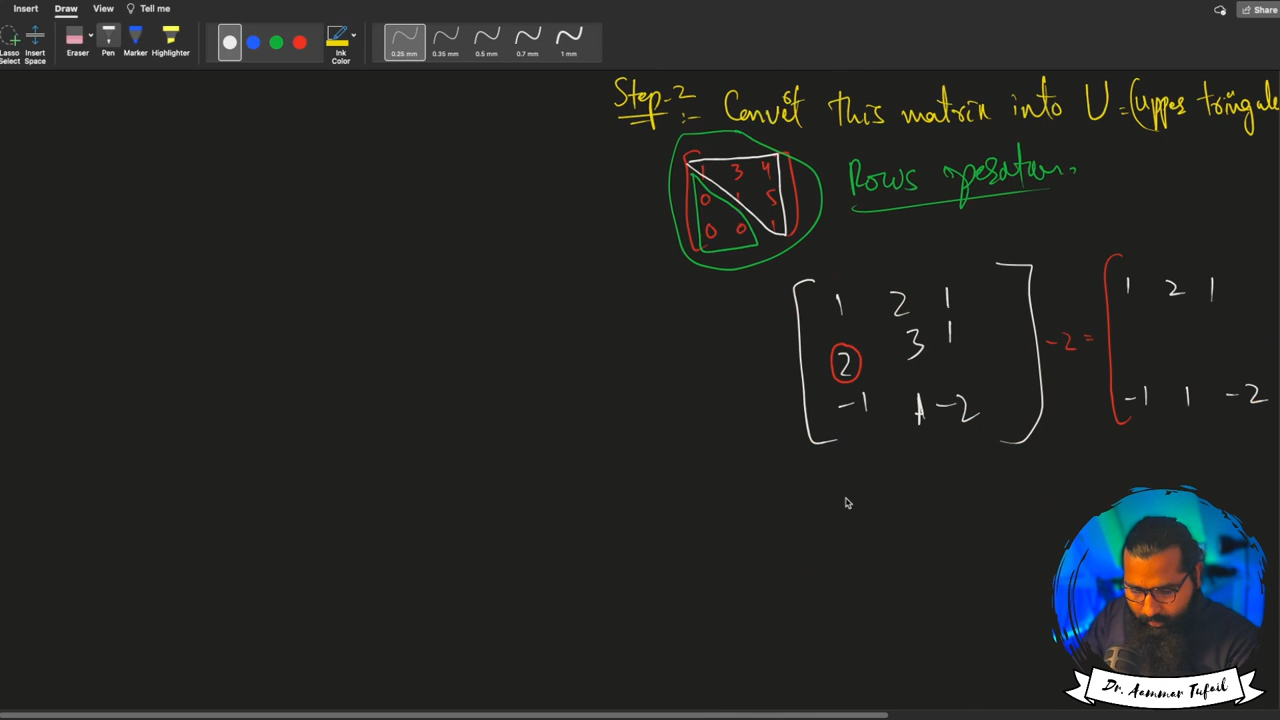 Insert Draw View Tell me Share
Lasso Select Insert Space Eraser Pen Marker Highlighter Ink Color 0.25 mm 0.35 mm 0.5 mm 0.7 mm 1 mm
Step-2 :- Convert this matrix into U = (upper triangle
1 3 4
0 1 5
0 0 1
Rows operation.
1 2 1
2 3 1
-1 1 -2
-2 =
1 2 1
-1 1 -2
Dr. Aammar Tufail